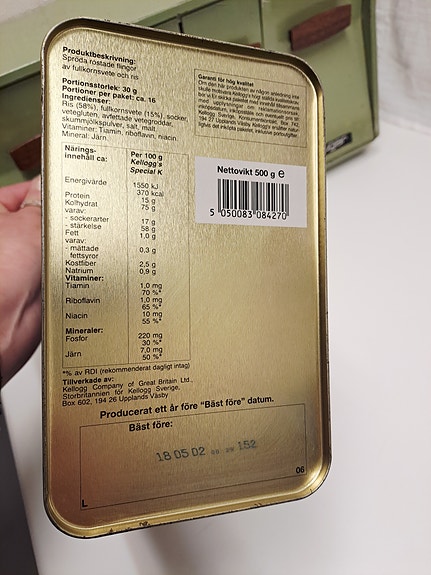 Produktbeskrivning:
Spröda rostade flingor
av fullkornsvete och ris
Portionsstorlek: 30 g
Portioner per paket: ca. 16
Ingredienser:
Ris (58%), fullkornsvete (15%), socker,
vetegluten, avfettade vetegroddar,
skummjölkspulver, salt, malt.
Vitaminer: Tiamin, riboflavin, niacin.
Mineral: Järn.
Garanti för hög kvalitet
Nettovikt 500 g e
5 050083 084270
Närings-
innehåll ca:
Per 100 g
Kellogg's
Special K
Energivärde 1550 kJ
370 kcal
Protein 15 g
Kolhydrat 75 g
varav:
- sockerarter 17 g
- stärkelse 58 g
Fett 1,0 g
varav:
- mättade
fettsyror 0,3 g
Kostfiber 2,5 g
Natrium 0,9 g
Vitaminer:
Tiamin 1,0 mg
70 %*
Riboflavin 1,0 mg
65 %*
Niacin 10 mg
55 %*
Mineraler:
Fosfor 220 mg
30 %*
Järn 7,0 mg
50 %*
*% av RDI (rekommenderat dagligt intag)
Tillverkade av:
Kellogg Company of Great Britain Ltd.,
Storbritannien för Kellogg Sverige,
Box 602, 194 26 Upplands Väsby
Producerat ett år före "Bäst före" datum.
Bäst före:
18 05 02 152
L 06